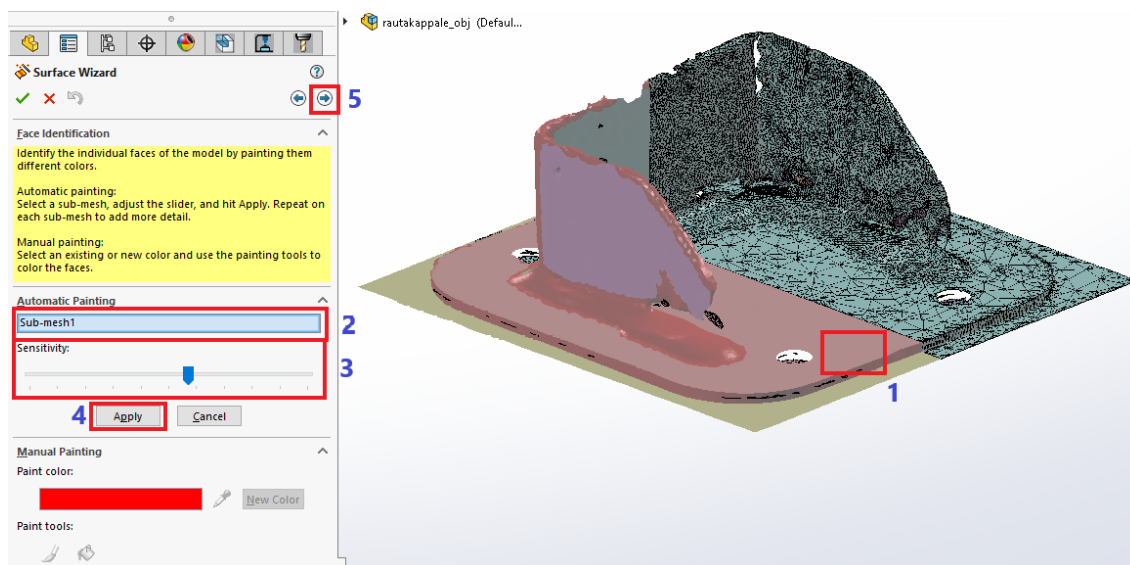 rautakappale_obj (Defaul...
Surface Wizard
5
Face Identification
Identify the individual faces of the model by painting them
different colors.
Automatic painting:
Select a sub-mesh, adjust the slider, and hit Apply. Repeat on
each sub-mesh to add more detail.
Manual painting:
Select an existing or new color and use the painting tools to
color the faces.
Automatic Painting
Sub-mesh1
2
Sensitivity:
3
1
4
Apply
Cancel
Manual Painting
Paint color:
New Color
Paint tools: